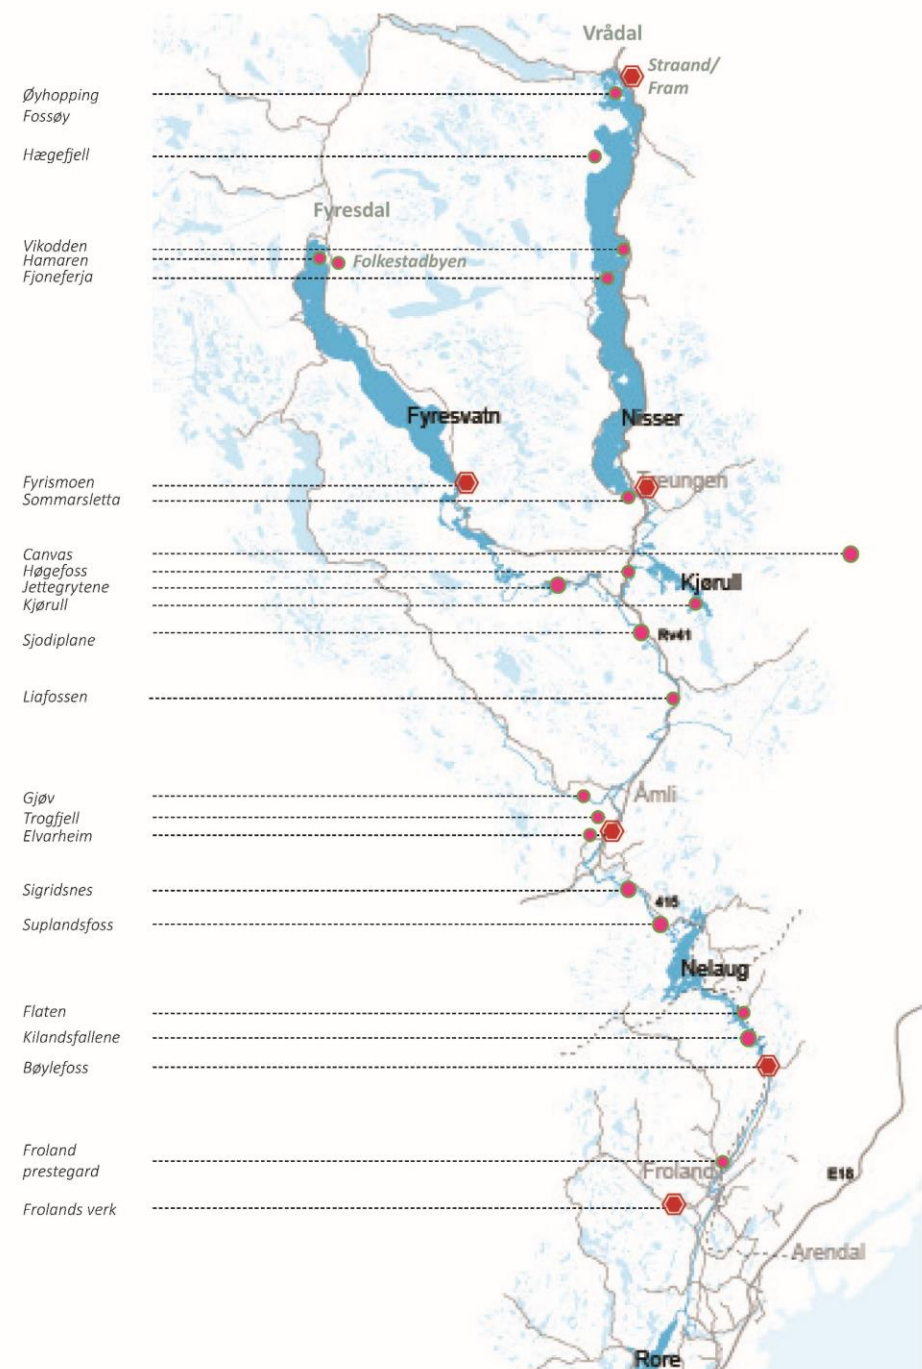 Vrådal
Straand/
Fram
Øyhopping
Fossøy
Hægefjell
Fyresdal
Vikodden
Hamaren
Folkestadbyen
Fjoneferja
Fyresvatn
Nisser
Fyrismoen
Treungen
Sommarsletta
Canvas
Høgefoss
Jettegrytene
Kjørull
Kjørull
Sjodiplane
Rv41
Liafossen
Gjøv
Åmli
Trogfjell
Elvarheim
Sigridsnes
415
Suplandsfoss
Nelaug
Flaten
Kilandsfallene
Bøylefoss
Froland
prestegard
Froland
E18
Frolands verk
Arendal
Rore